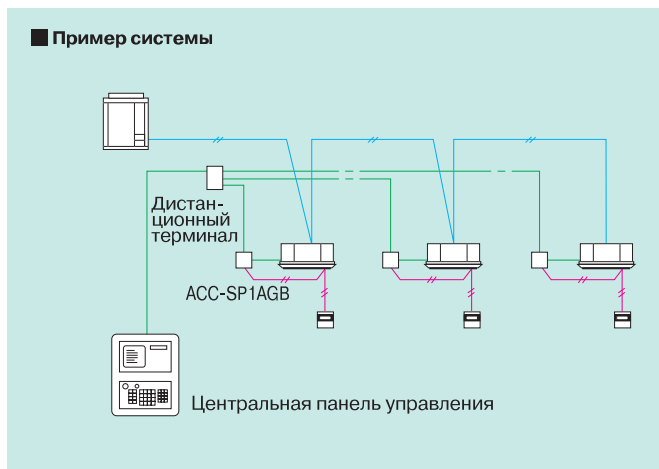 Пример системы
Дистан-
ционный
терминал
ACC-SP1AGB
Центральная панель управления